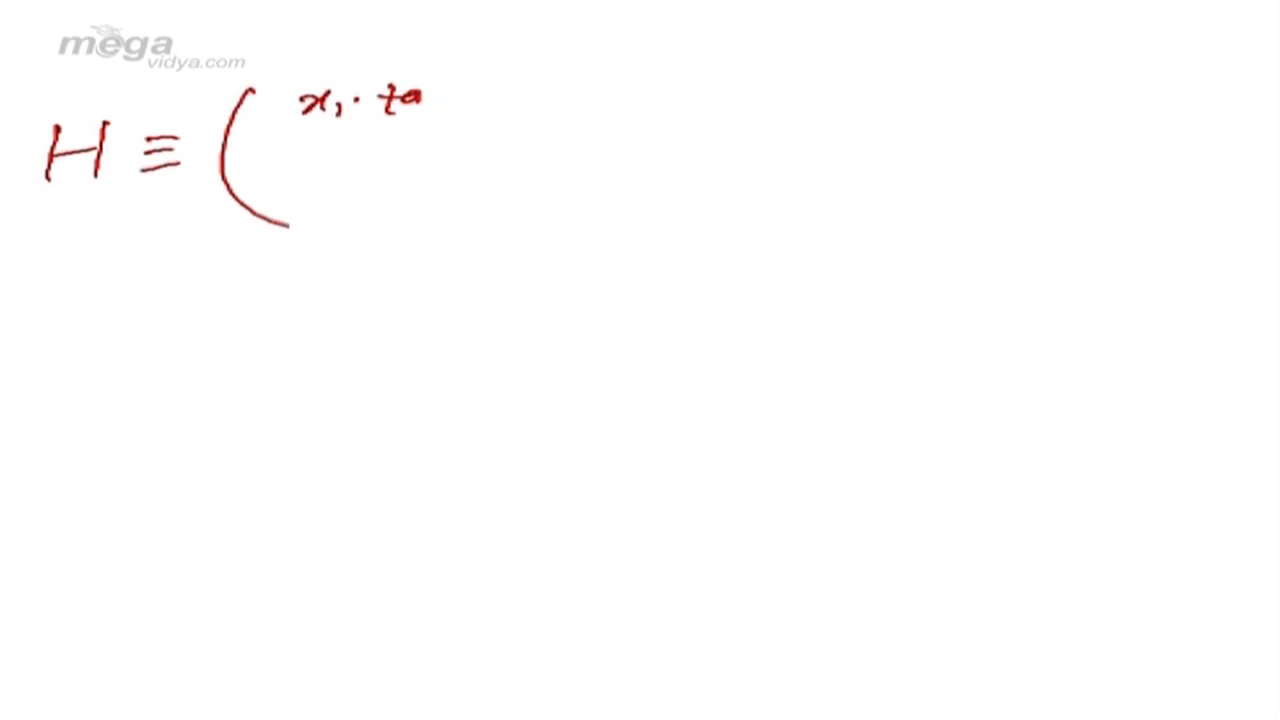 mega
vidya.com
x₁. ta
H ≡ (